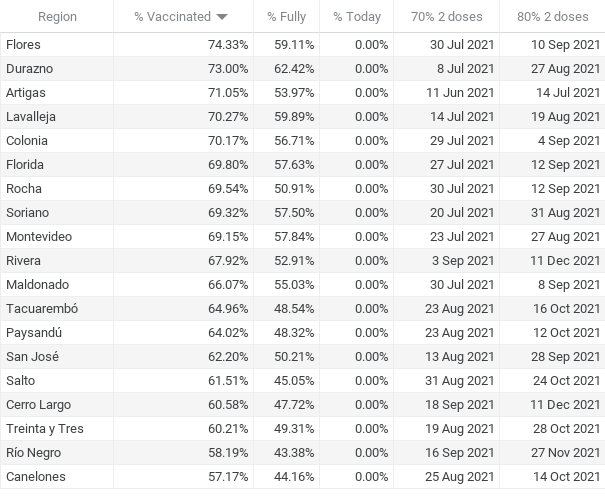 Region % Vaccinated % Fully % Today 70% 2 doses 80% 2 doses
Flores 74.33% 59.11% 0.00% 30 Jul 2021 10 Sep 2021
Durazno 73.00% 62.42% 0.00% 8 Jul 2021 27 Aug 2021
Artigas 71.05% 53.97% 0.00% 11 Jun 2021 14 Jul 2021
Lavalleja 70.27% 59.89% 0.00% 14 Jul 2021 19 Aug 2021
Colonia 70.17% 56.71% 0.00% 29 Jul 2021 4 Sep 2021
Florida 69.80% 57.63% 0.00% 27 Jul 2021 12 Sep 2021
Rocha 69.54% 50.91% 0.00% 30 Jul 2021 12 Sep 2021
Soriano 69.32% 57.50% 0.00% 20 Jul 2021 31 Aug 2021
Montevideo 69.15% 57.84% 0.00% 23 Jul 2021 27 Aug 2021
Rivera 67.92% 52.91% 0.00% 3 Sep 2021 11 Dec 2021
Maldonado 66.07% 55.03% 0.00% 30 Jul 2021 8 Sep 2021
Tacuarembó 64.96% 48.54% 0.00% 23 Aug 2021 16 Oct 2021
Paysandú 64.02% 48.32% 0.00% 23 Aug 2021 12 Oct 2021
San José 62.20% 50.21% 0.00% 13 Aug 2021 28 Sep 2021
Salto 61.51% 45.05% 0.00% 31 Aug 2021 24 Oct 2021
Cerro Largo 60.58% 47.72% 0.00% 18 Sep 2021 11 Dec 2021
Treinta y Tres 60.21% 49.31% 0.00% 19 Aug 2021 28 Oct 2021
Río Negro 58.19% 43.38% 0.00% 16 Sep 2021 27 Nov 2021
Canelones 57.17% 44.16% 0.00% 25 Aug 2021 14 Oct 2021